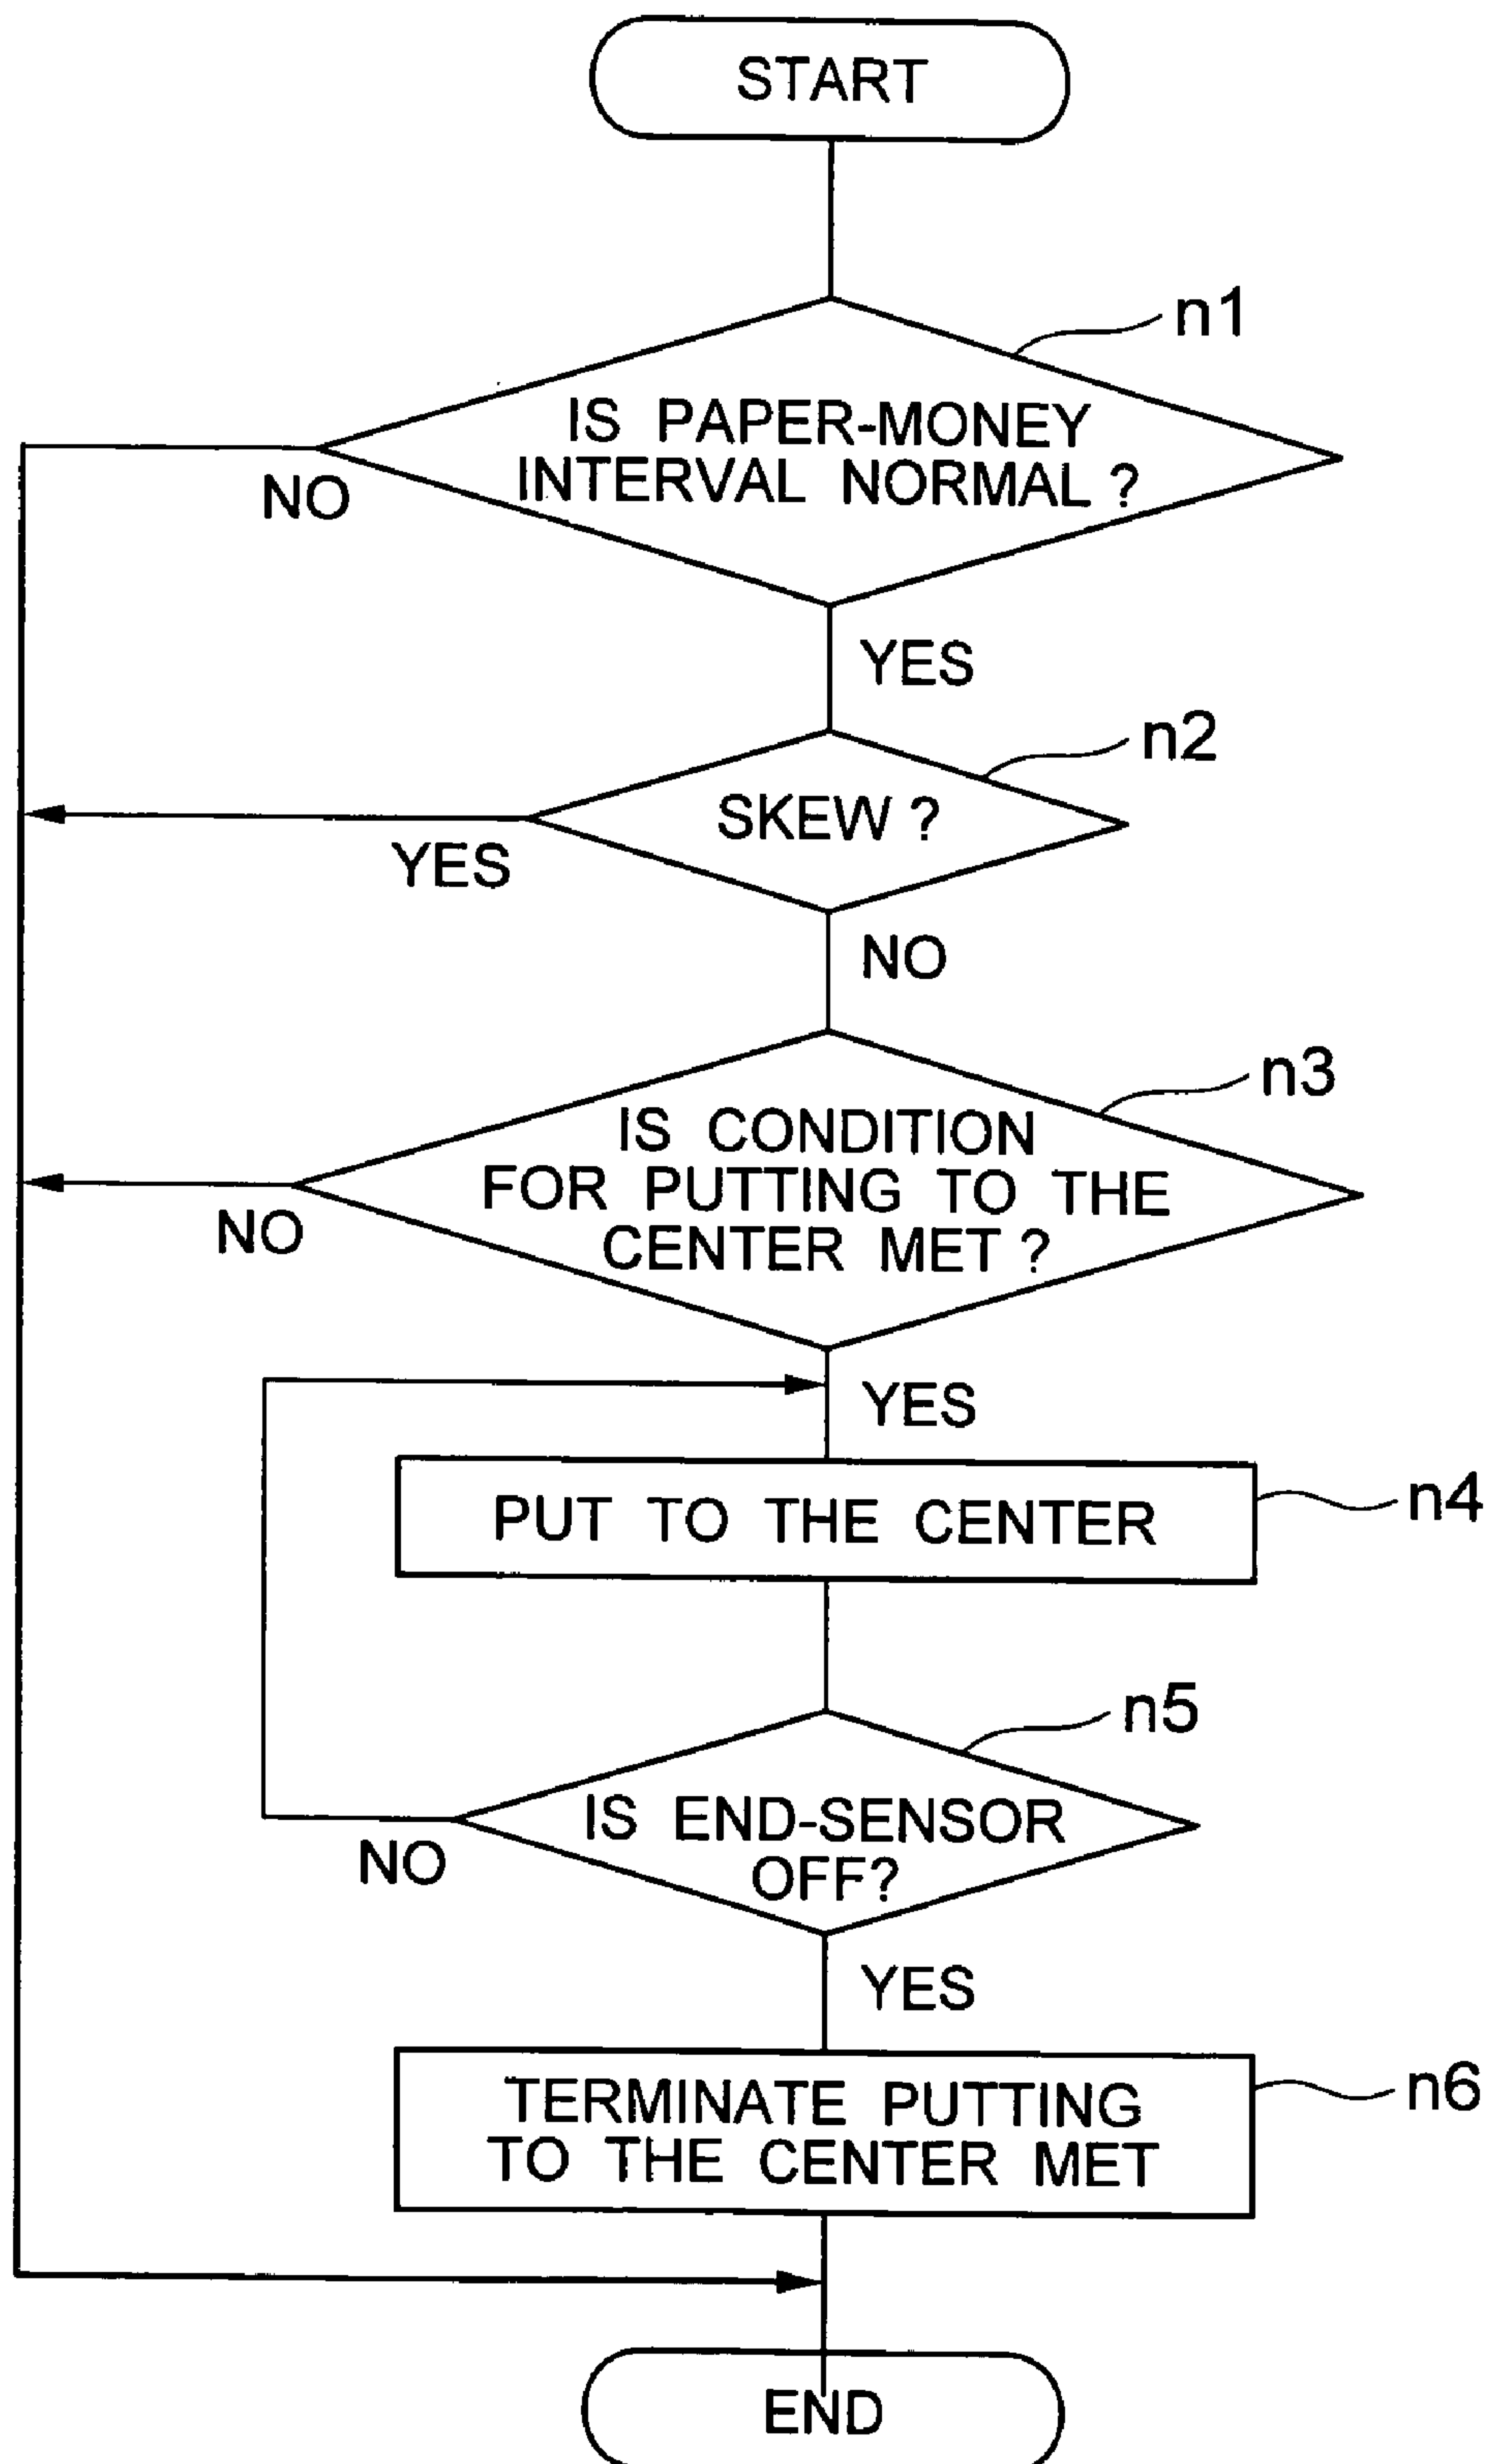 START
n1
IS PAPER-MONEY
INTERVAL NORMAL ?
NO
YES
n2
SKEW ?
YES
NO
n3
IS CONDITION
FOR PUTTING TO THE
CENTER MET ?
NO
YES
PUT TO THE CENTER
n4
n5
IS END-SENSOR
OFF?
NO
YES
TERMINATE PUTTING
TO THE CENTER MET
n6
END